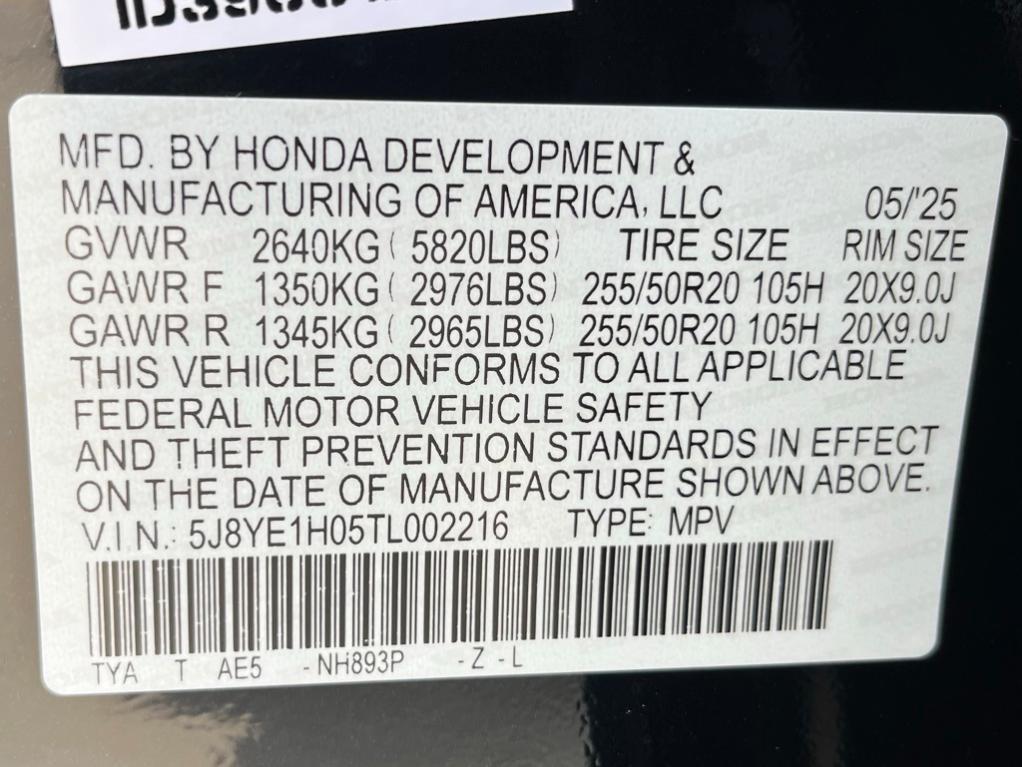 MFD. BY HONDA DEVELOPMENT &
MANUFACTURING OF AMERICA, LLC 05/'25
GVWR 2640KG ( 5820LBS) TIRE SIZE RIM SIZE
GAWR F 1350KG ( 2976LBS) 255/50R20 105H 20X9.0J
GAWR R 1345KG ( 2965LBS) 255/50R20 105H 20X9.0J
THIS VEHICLE CONFORMS TO ALL APPLICABLE
FEDERAL MOTOR VEHICLE SAFETY
AND THEFT PREVENTION STANDARDS IN EFFECT
ON THE DATE OF MANUFACTURE SHOWN ABOVE.
V.I.N.: 5J8YE1H05TL002216 TYPE: MPV
TYA T AE5 -NH893P -Z -L